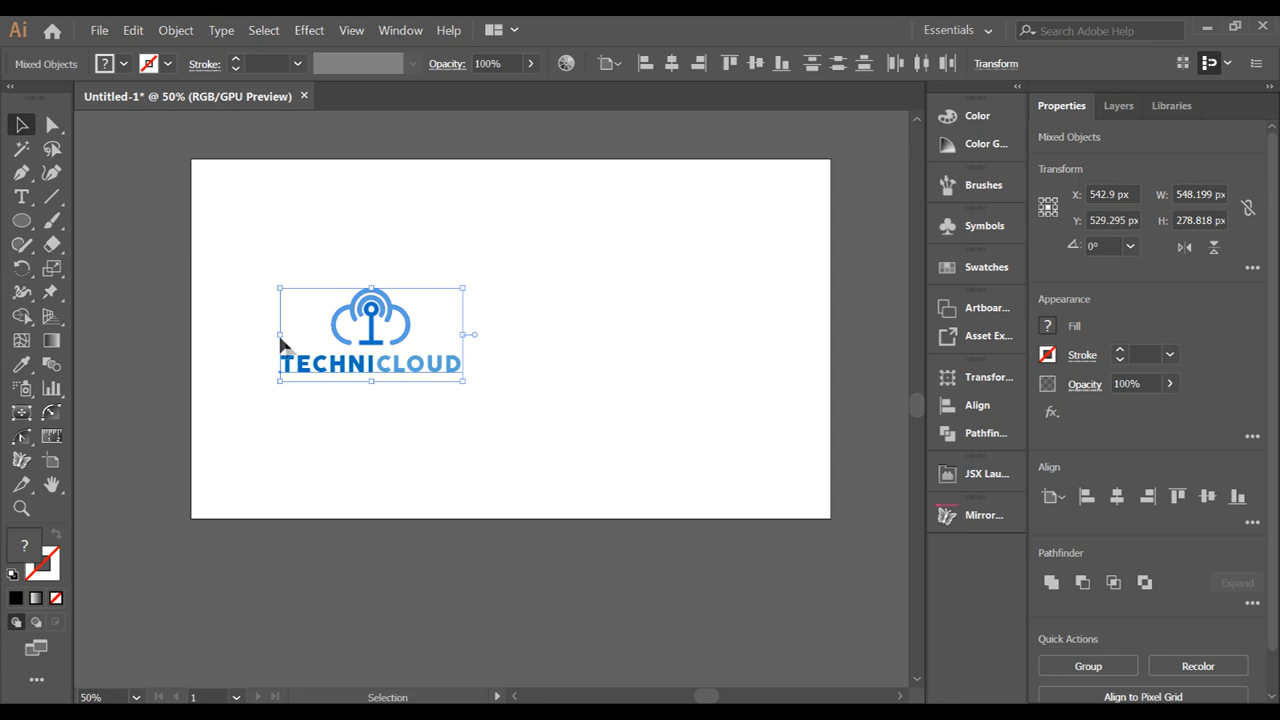 Ai File Edit Object Type Select Effect View Window Help Essentials Search Adobe Help
Mixed Objects ? Stroke: Opacity: 100% Transform
Untitled-1* @ 50% (RGB/GPU Preview)
TECHNICLOUD
?
50% 1 Selection
Color
Color G...
Brushes
Symbols
Swatches
Artboar...
Asset Ex...
Transfor...
Align
Pathfin...
JSX Lau...
Mirror...
Properties Layers Libraries
Mixed Objects
Transform
X: 542.9 px W: 548.199 px
Y: 529.295 px H: 278.818 px
0°
Appearance
? Fill
Stroke
Opacity 100%
fx.
Align
Pathfinder
Expand
Quick Actions
Group Recolor
Align to Pixel Grid